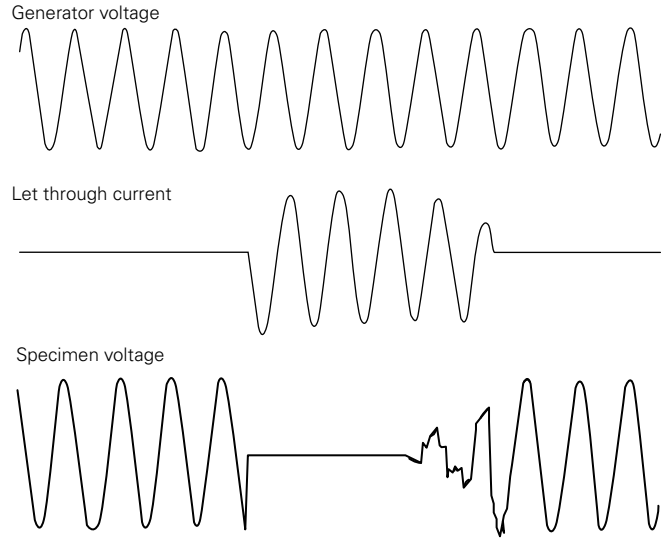 Generator voltage
Let through current
Specimen voltage